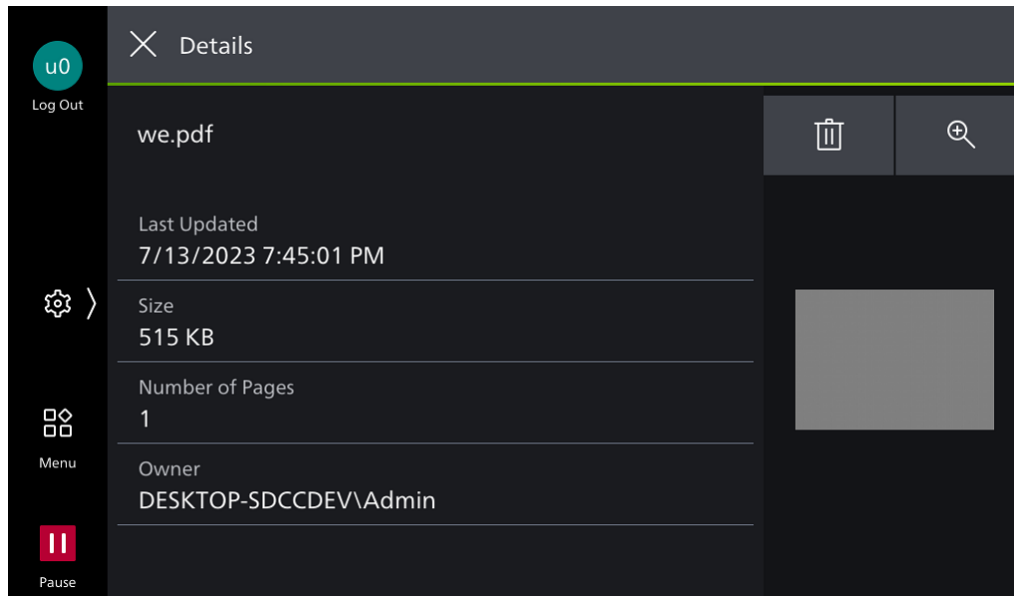 u0
Log Out
Details
we.pdf
Last Updated
7/13/2023 7:45:01 PM
Size
515 KB
Number of Pages
1
Owner
DESKTOP-SDCCDEV\Admin
Menu
Pause